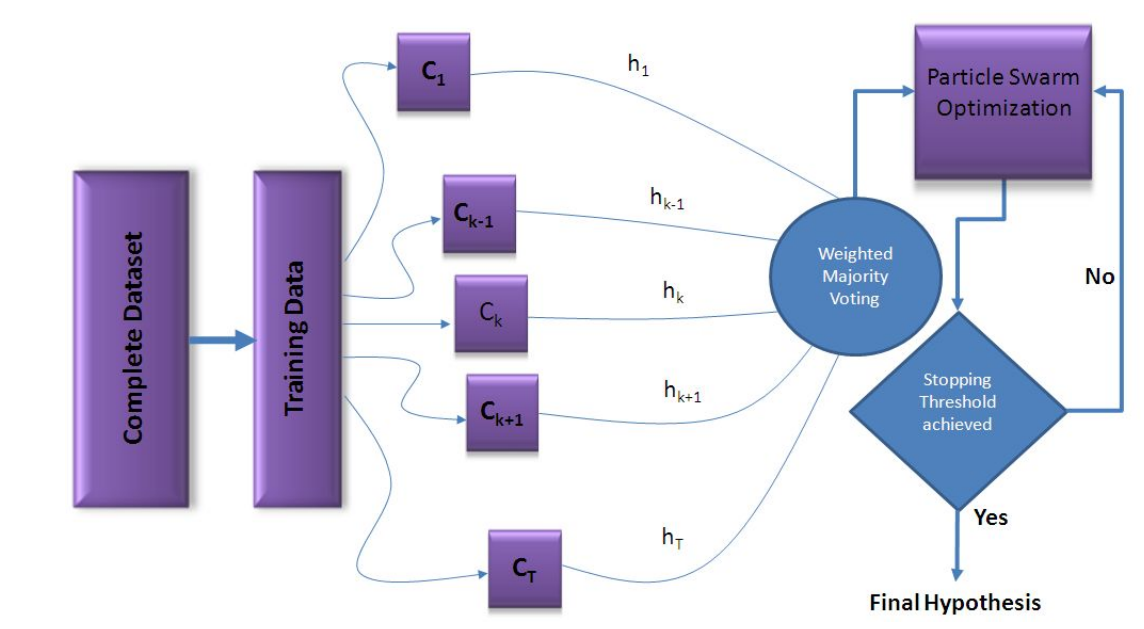 Complete Dataset
Training Data
C1
Ck-1
Ck
Ck+1
CT
h1
hk-1
hk
hk+1
hT
Weighted
Majority
Voting
Particle Swarm
Optimization
No
Stopping
Threshold
achieved
Yes
Final Hypothesis